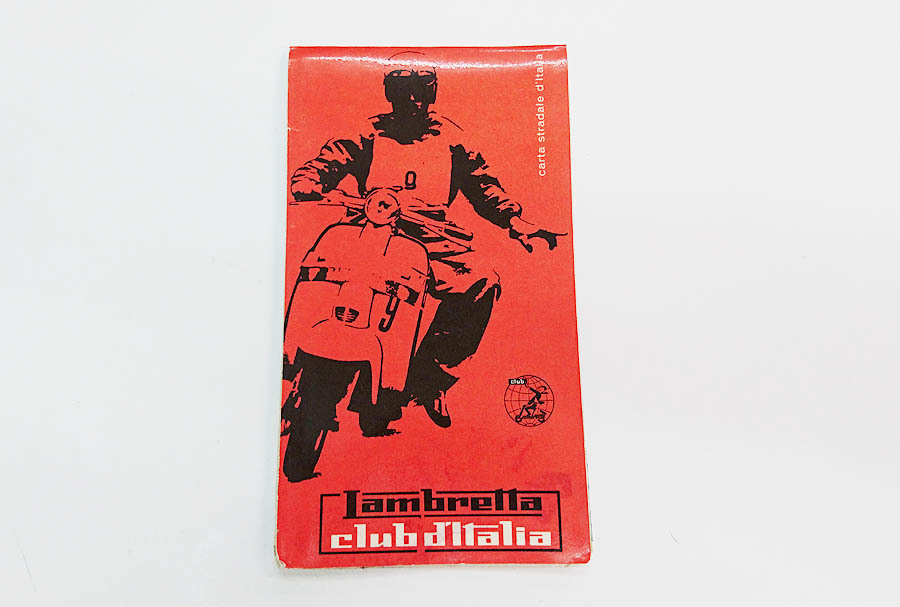 carta stradale d'Italia
9
9
club
Lambretta
club d'Italia